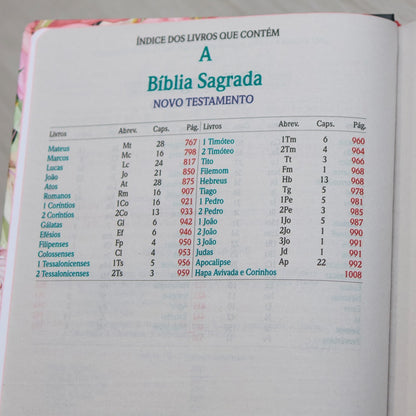 ÍNDICE DOS LIVROS QUE CONTÉM
A
Bíblia Sagrada
NOVO TESTAMENTO
Livros Abrev. Caps. Pág.
Mateus Mt 28 767
Marcos Mc 16 798
Lucas Lc 24 817
João Jo 21 850
Atos At 28 875
Romanos Rm 16 907
1 Coríntios 1Co 16 921
2 Coríntios 2Co 13 933
Gálatas Gl 6 942
Efésios Ef 6 946
Filipenses Fp 4 950
Colossenses Cl 4 953
1 Tessalonicenses 1Ts 5 956
2 Tessalonicenses 2Ts 3 959
Livros Abrev. Caps. Pág.
1 Timóteo 1Tm 6 960
2 Timóteo 2Tm 4 964
Tito Tt 3 966
Filemom Fm 1 968
Hebreus Hb 13 968
Tiago Tg 5 978
1 Pedro 1Pe 5 981
2 Pedro 2Pe 3 985
1 João 1Jo 5 987
2 João 2Jo 1 990
3 João 3Jo 1 990
Judas Jd 1 991
Apocalipse Ap 22 992
Hapa Avivada e Corinhos 1008